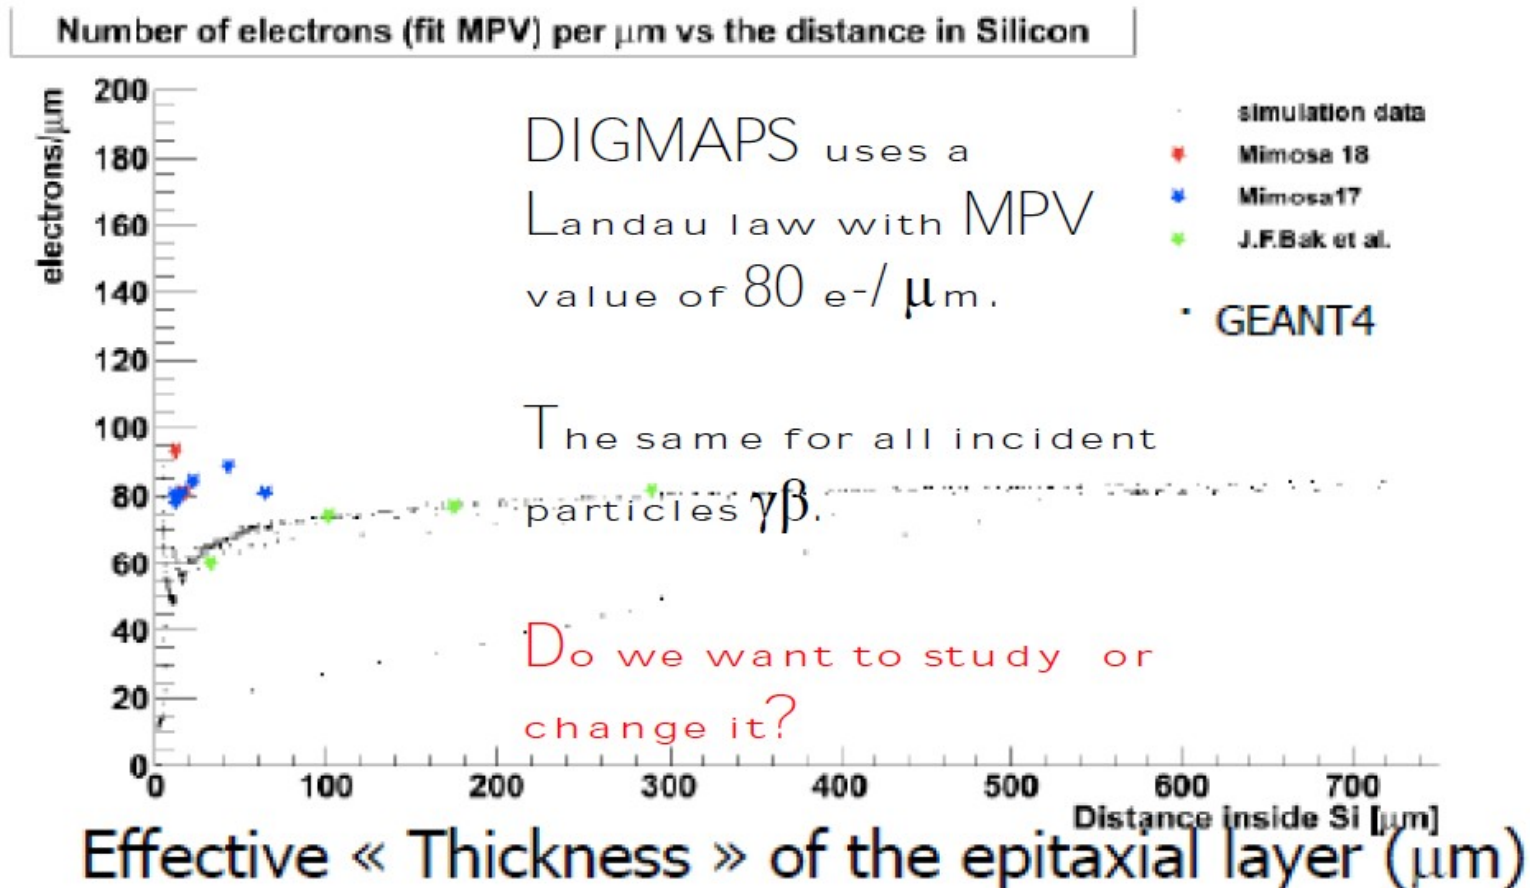 Number of electrons (fit MPV) per μm vs the distance in Silicon
electrons/μm
200
180
160
140
120
100
80
60
40
20
0
DIGMAPS uses a
Landau law with MPV
value of 80 e-/ μm.
The same for all incident
particles γβ.
Do we want to study or
change it?
simulation data
Mimosa 18
Mimosa17
J.F.Bak et al.
GEANT4
0 100 200 300 400 500 600 700
Distance inside Si [μm]
Effective « Thickness » of the epitaxial layer (μm)